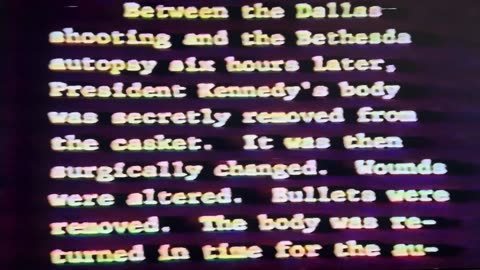 Between the Dallas
shooting and the Bethesda
autopsy six hours later,
President Kennedy's body
was secretly removed from
the casket. It was then
surgically changed. Wounds
were altered. Bullets were
removed. The body was re-
turned in time for the au-